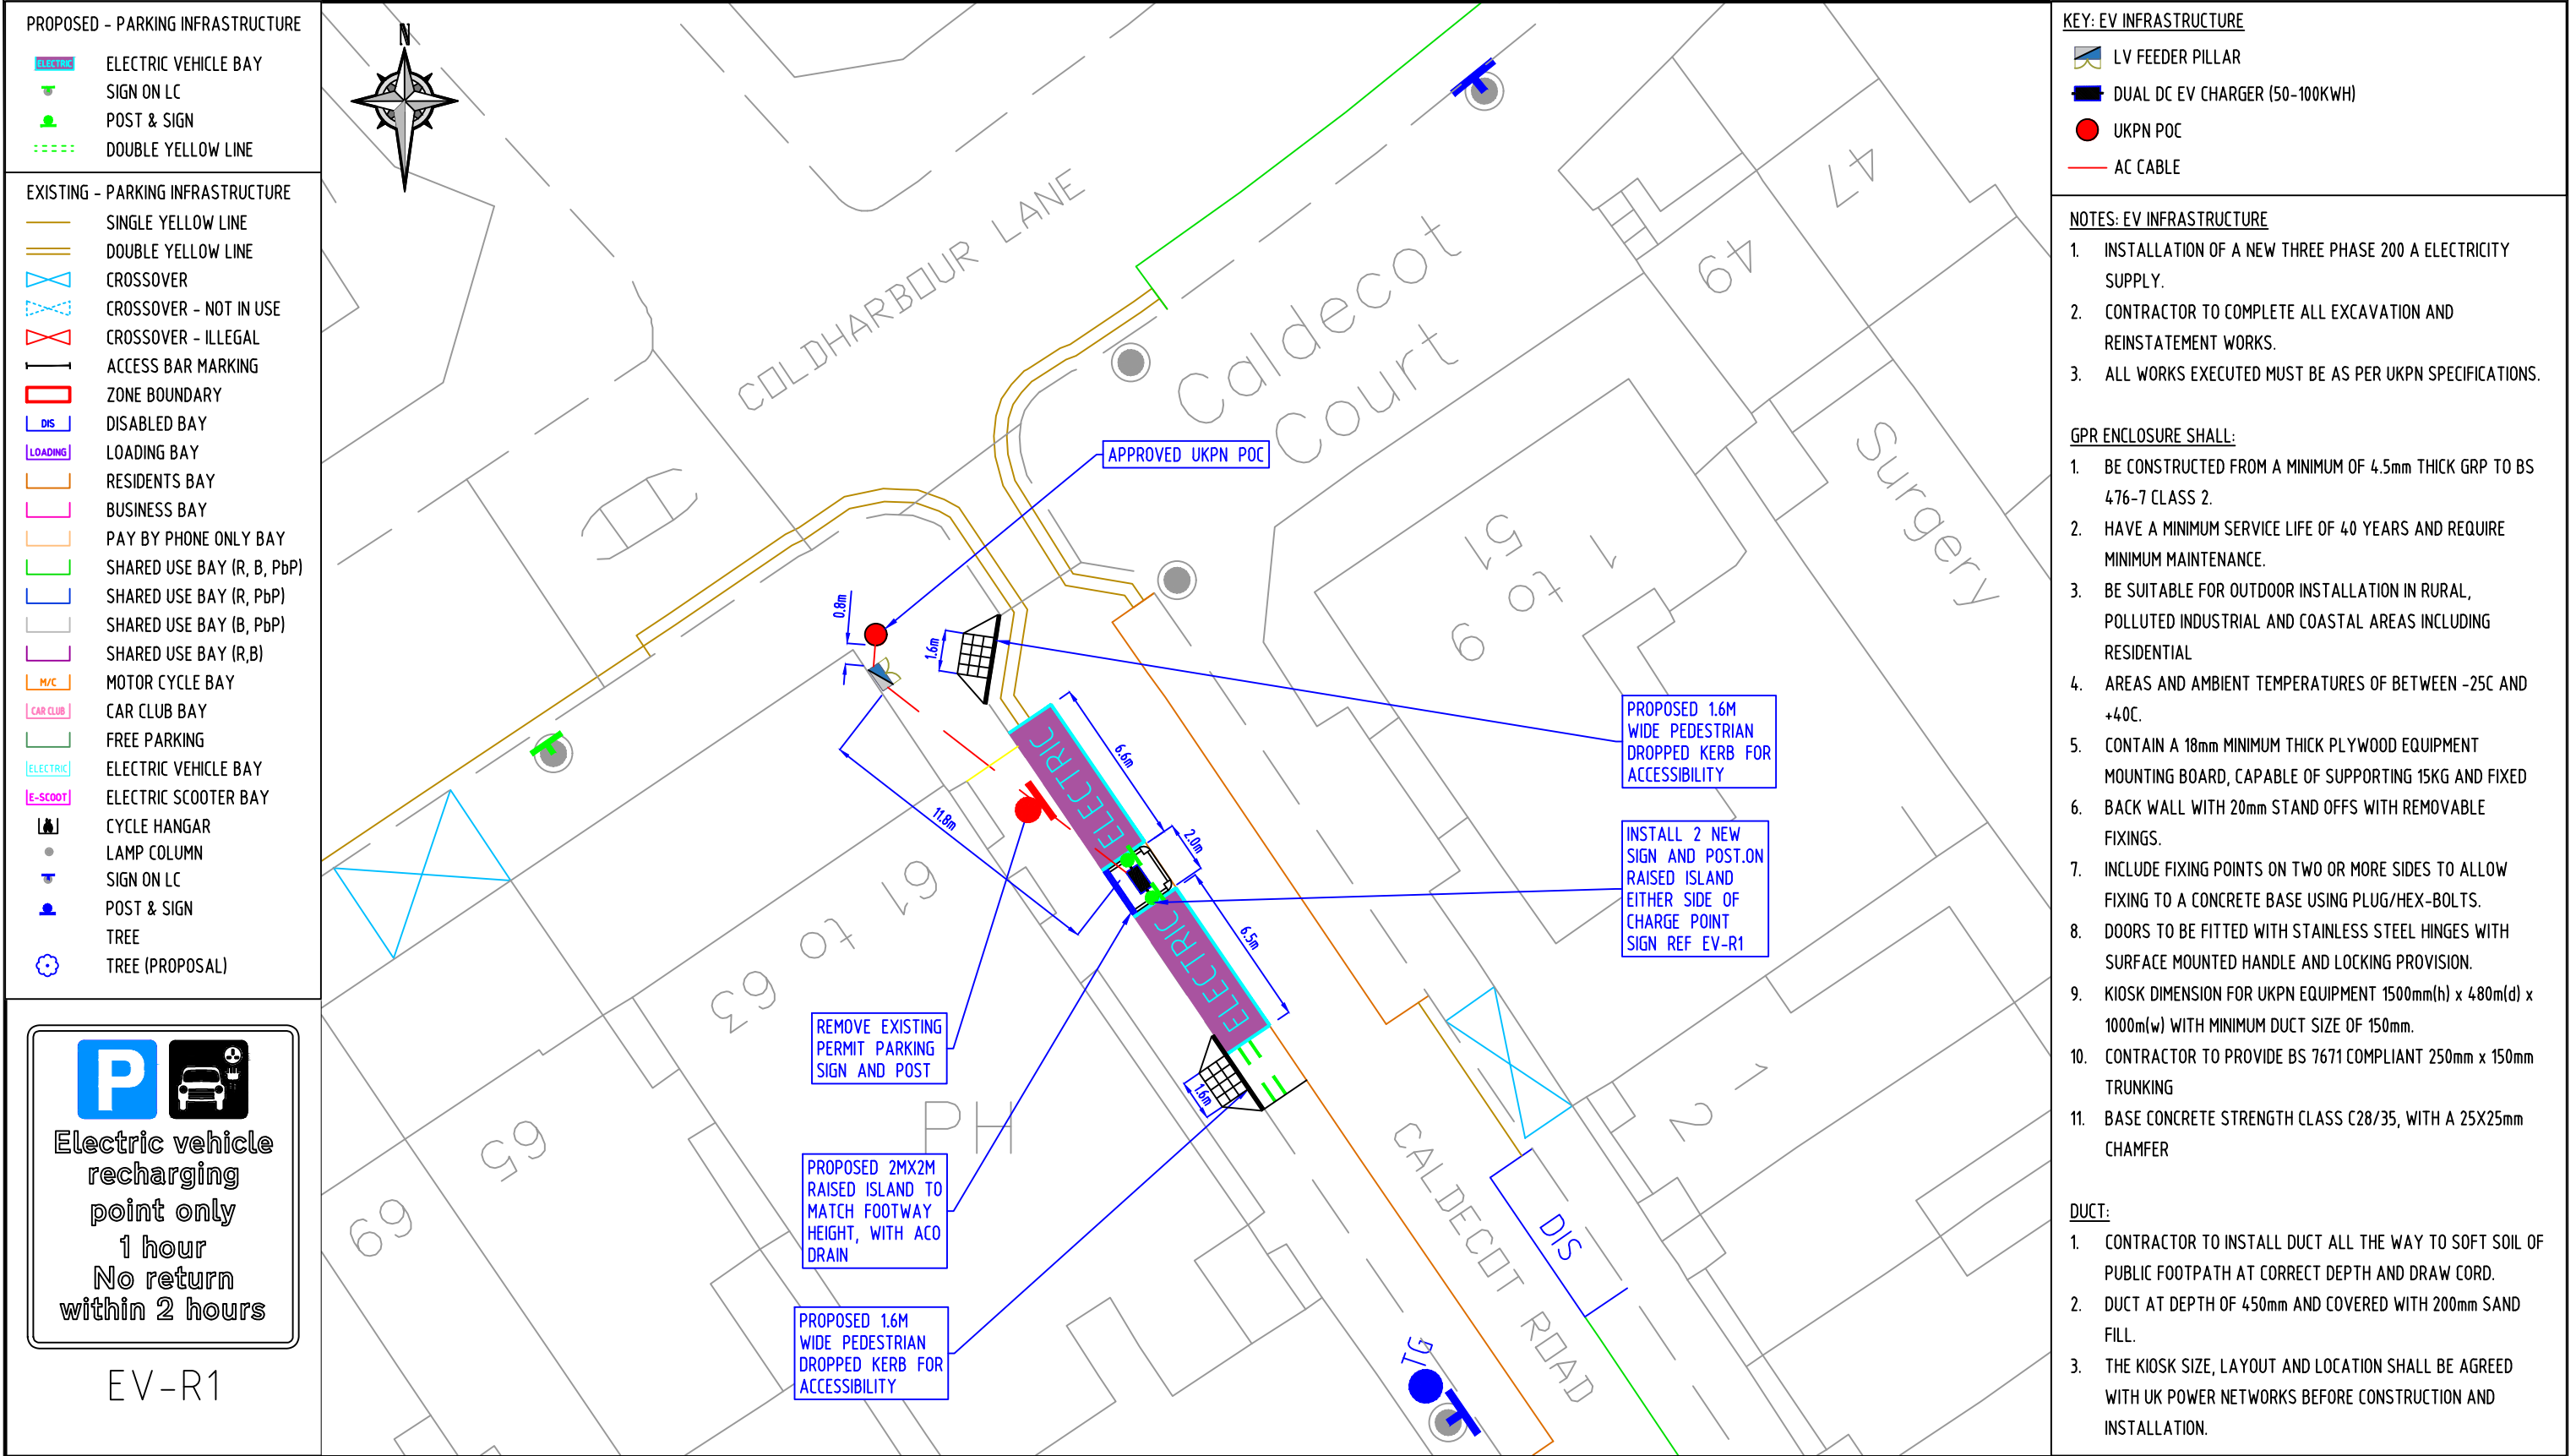 PROPOSED - PARKING INFRASTRUCTURE
ELECTRIC
ELECTRIC VEHICLE BAY
SIGN ON LC
POST & SIGN
DOUBLE YELLOW LINE
EXISTING - PARKING INFRASTRUCTURE
SINGLE YELLOW LINE
DOUBLE YELLOW LINE
CROSSOVER
CROSSOVER - NOT IN USE
CROSSOVER - ILLEGAL
ACCESS BAR MARKING
ZONE BOUNDARY
DIS
DISABLED BAY
LOADING
LOADING BAY
RESIDENTS BAY
BUSINESS BAY
PAY BY PHONE ONLY BAY
SHARED USE BAY (R, B, PbP)
SHARED USE BAY (R, PbP)
SHARED USE BAY (B, PbP)
SHARED USE BAY (R,B)
M/C
MOTOR CYCLE BAY
CAR CLUB
CAR CLUB BAY
FREE PARKING
ELECTRIC
ELECTRIC VEHICLE BAY
E-SCOOT
ELECTRIC SCOOTER BAY
CYCLE HANGAR
LAMP COLUMN
SIGN ON LC
POST & SIGN
TREE
TREE (PROPOSAL)
P
Electric vehicle
recharging
point only
1 hour
No return
within 2 hours
EV-R1
N
COLDHARBOUR LANE
Caldecot
Court
47
49
Surgery
1
to
15
9
APPROVED UKPN POC
0.8m
1.6m
6.6m
11.8m
2.0m
6.5m
1.6m
ELECTRIC
ELECTRIC
PROPOSED 1.6M
WIDE PEDESTRIAN
DROPPED KERB FOR
ACCESSIBILITY
INSTALL 2 NEW
SIGN AND POST.ON
RAISED ISLAND
EITHER SIDE OF
CHARGE POINT
SIGN REF EV-R1
61 to 63
REMOVE EXISTING
PERMIT PARKING
SIGN AND POST
PH
65
69
PROPOSED 2MX2M
RAISED ISLAND TO
MATCH FOOTWAY
HEIGHT, WITH ACO
DRAIN
PROPOSED 1.6M
WIDE PEDESTRIAN
DROPPED KERB FOR
ACCESSIBILITY
1 - 2
CALDECOT ROAD
DIS
TG
KEY: EV INFRASTRUCTURE
LV FEEDER PILLAR
DUAL DC EV CHARGER (50-100KWH)
UKPN POC
AC CABLE
NOTES: EV INFRASTRUCTURE
1. INSTALLATION OF A NEW THREE PHASE 200 A ELECTRICITY
SUPPLY.
2. CONTRACTOR TO COMPLETE ALL EXCAVATION AND
REINSTATEMENT WORKS.
3. ALL WORKS EXECUTED MUST BE AS PER UKPN SPECIFICATIONS.
GPR ENCLOSURE SHALL:
1. BE CONSTRUCTED FROM A MINIMUM OF 4.5mm THICK GRP TO BS
476-7 CLASS 2.
2. HAVE A MINIMUM SERVICE LIFE OF 40 YEARS AND REQUIRE
MINIMUM MAINTENANCE.
3. BE SUITABLE FOR OUTDOOR INSTALLATION IN RURAL,
POLLUTED INDUSTRIAL AND COASTAL AREAS INCLUDING
RESIDENTIAL
4. AREAS AND AMBIENT TEMPERATURES OF BETWEEN -25C AND
+40C.
5. CONTAIN A 18mm MINIMUM THICK PLYWOOD EQUIPMENT
MOUNTING BOARD, CAPABLE OF SUPPORTING 15KG AND FIXED
6. BACK WALL WITH 20mm STAND OFFS WITH REMOVABLE
FIXINGS.
7. INCLUDE FIXING POINTS ON TWO OR MORE SIDES TO ALLOW
FIXING TO A CONCRETE BASE USING PLUG/HEX-BOLTS.
8. DOORS TO BE FITTED WITH STAINLESS STEEL HINGES WITH
SURFACE MOUNTED HANDLE AND LOCKING PROVISION.
9. KIOSK DIMENSION FOR UKPN EQUIPMENT 1500mm(h) x 480m(d) x
1000m(w) WITH MINIMUM DUCT SIZE OF 150mm.
10. CONTRACTOR TO PROVIDE BS 7671 COMPLIANT 250mm x 150mm
TRUNKING
11. BASE CONCRETE STRENGTH CLASS C28/35, WITH A 25X25mm
CHAMFER
DUCT:
1. CONTRACTOR TO INSTALL DUCT ALL THE WAY TO SOFT SOIL OF
PUBLIC FOOTPATH AT CORRECT DEPTH AND DRAW CORD.
2. DUCT AT DEPTH OF 450mm AND COVERED WITH 200mm SAND
FILL.
3. THE KIOSK SIZE, LAYOUT AND LOCATION SHALL BE AGREED
WITH UK POWER NETWORKS BEFORE CONSTRUCTION AND
INSTALLATION.